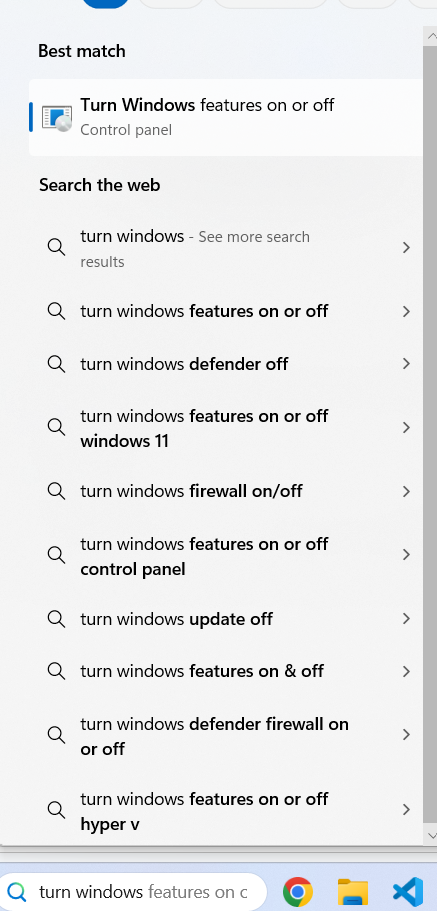 Best match
Turn Windows features on or off
Control panel
Search the web
turn windows - See more search
results
turn windows features on or off
turn windows defender off
turn windows features on or off
windows 11
turn windows firewall on/off
turn windows features on or off
control panel
turn windows update off
turn windows features on & off
turn windows defender firewall on
or off
turn windows features on or off
hyper v
turn windows features on c